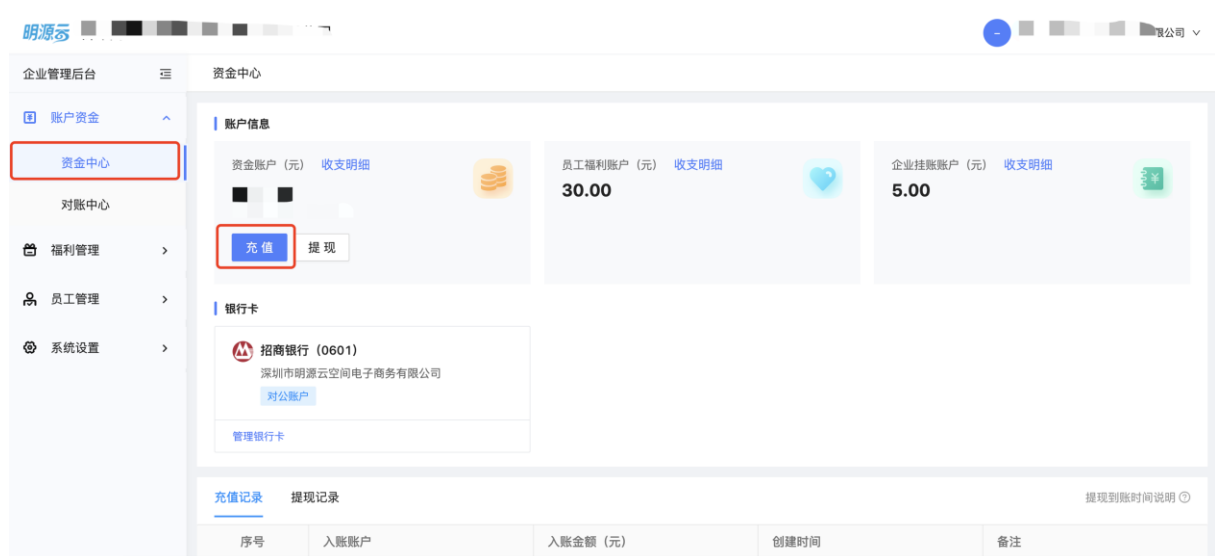 明源云
限公司
企业管理后台
资金中心
账户资金
资金中心
对账中心
福利管理
员工管理
系统设置
账户信息
资金账户（元） 收支明细
充值 提现
员工福利账户（元） 收支明细
30.00
企业挂账账户（元） 收支明细
5.00
银行卡
招商银行（0601）
深圳市明源云空间电子商务有限公司
对公账户
管理银行卡
充值记录 提现记录 提现到账时间说明
序号 入账账户 入账金额（元） 创建时间 备注